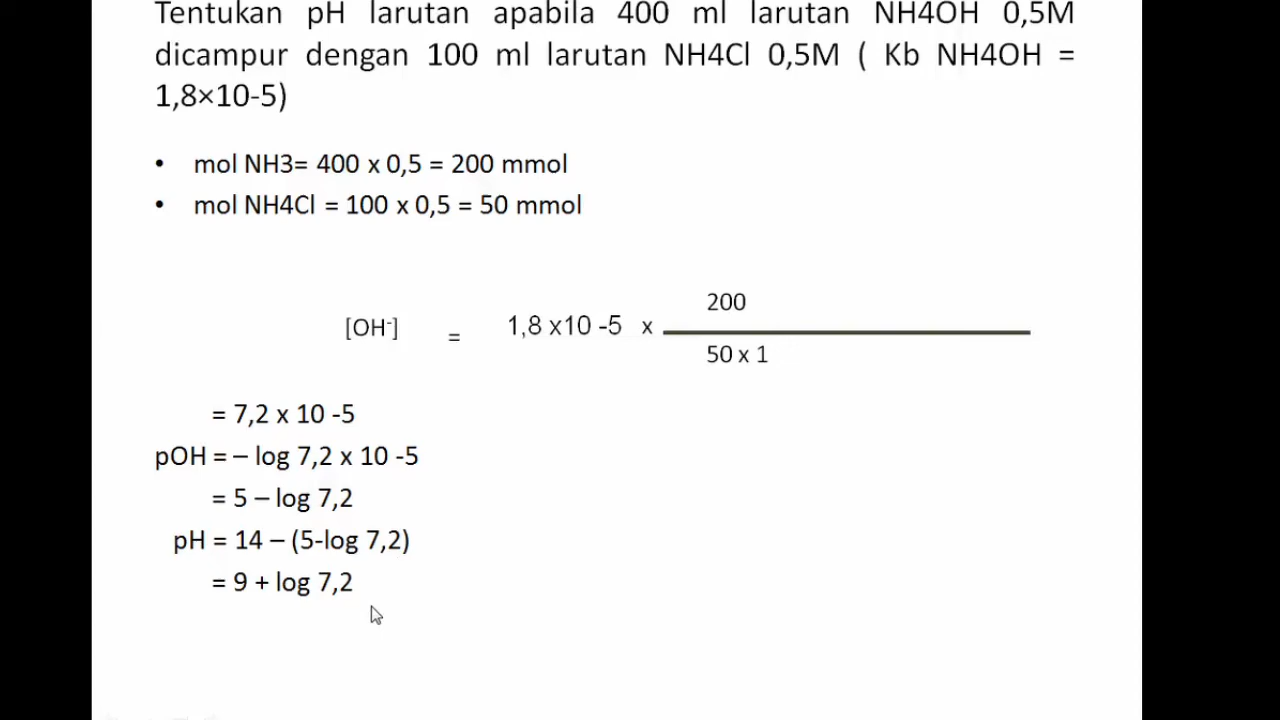 Tentukan pH larutan apabila 400 ml larutan NH4OH 0,5M
dicampur dengan 100 ml larutan NH4Cl 0,5M ( Kb NH4OH =
1,8×10-5)
• mol NH3= 400 x 0,5 = 200 mmol
• mol NH4Cl = 100 x 0,5 = 50 mmol
200
[OH⁻] = 1,8 x10 -5 x
50 x 1
= 7,2 x 10 -5
pOH = – log 7,2 x 10 -5
= 5 – log 7,2
pH = 14 – (5-log 7,2)
= 9 + log 7,2